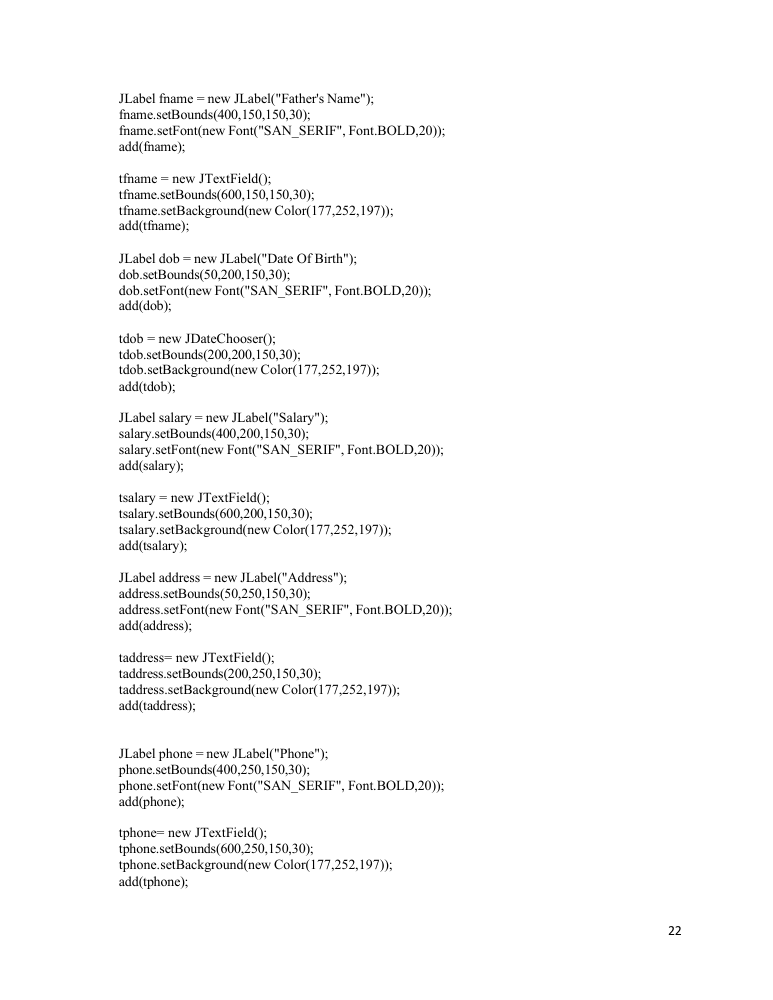 JLabel fname = new JLabel("Father's Name");
fname.setBounds(400,150,150,30);
fname.setFont(new Font("SAN_SERIF", Font.BOLD,20));
add(fname);
tfname = new JTextField();
tfname.setBounds(600,150,150,30);
tfname.setBackground(new Color(177,252,197));
add(tfname);
JLabel dob = new JLabel("Date Of Birth");
dob.setBounds(50,200,150,30);
dob.setFont(new Font("SAN_SERIF", Font.BOLD,20));
add(dob);
tdob = new JDateChooser();
tdob.setBounds(200,200,150,30);
tdob.setBackground(new Color(177,252,197));
add(tdob);
JLabel salary = new JLabel("Salary");
salary.setBounds(400,200,150,30);
salary.setFont(new Font("SAN_SERIF", Font.BOLD,20));
add(salary);
tsalary = new JTextField();
tsalary.setBounds(600,200,150,30);
tsalary.setBackground(new Color(177,252,197));
add(tsalary);
JLabel address = new JLabel("Address");
address.setBounds(50,250,150,30);
address.setFont(new Font("SAN_SERIF", Font.BOLD,20));
add(address);
taddress= new JTextField();
taddress.setBounds(200,250,150,30);
taddress.setBackground(new Color(177,252,197));
add(taddress);
JLabel phone = new JLabel("Phone");
phone.setBounds(400,250,150,30);
phone.setFont(new Font("SAN_SERIF", Font.BOLD,20));
add(phone);
tphone= new JTextField();
tphone.setBounds(600,250,150,30);
tphone.setBackground(new Color(177,252,197));
add(tphone);
22